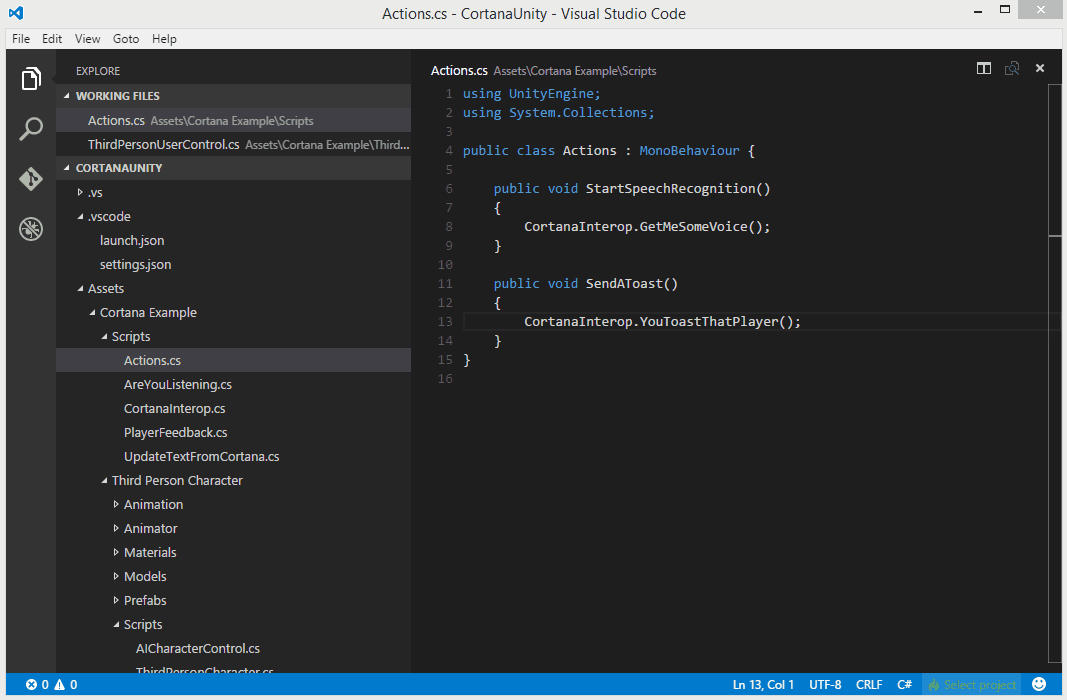 Actions.cs - CortanaUnity - Visual Studio Code
File Edit View Goto Help
EXPLORE
WORKING FILES
Actions.cs Assets\Cortana Example\Scripts
ThirdPersonUserControl.cs Assets\Cortana Example\Third...
CORTANAUNITY
.vs
.vscode
launch.json
settings.json
Assets
Cortana Example
Scripts
Actions.cs
AreYouListening.cs
CortanaInterop.cs
PlayerFeedback.cs
UpdateTextFromCortana.cs
Third Person Character
Animation
Animator
Materials
Models
Prefabs
Scripts
AICharacterControl.cs
ThirdPersonCharacter.cs
Actions.cs Assets\Cortana Example\Scripts
1 using UnityEngine;
2 using System.Collections;
3
4 public class Actions : MonoBehaviour {
5
6 public void StartSpeechRecognition()
7 {
8 CortanaInterop.GetMeSomeVoice();
9 }
10
11 public void SendAToast()
12 {
13 CortanaInterop.YouToastThatPlayer();
14 }
15 }
16
0 0 Ln 13, Col 1 UTF-8 CRLF C# Select project